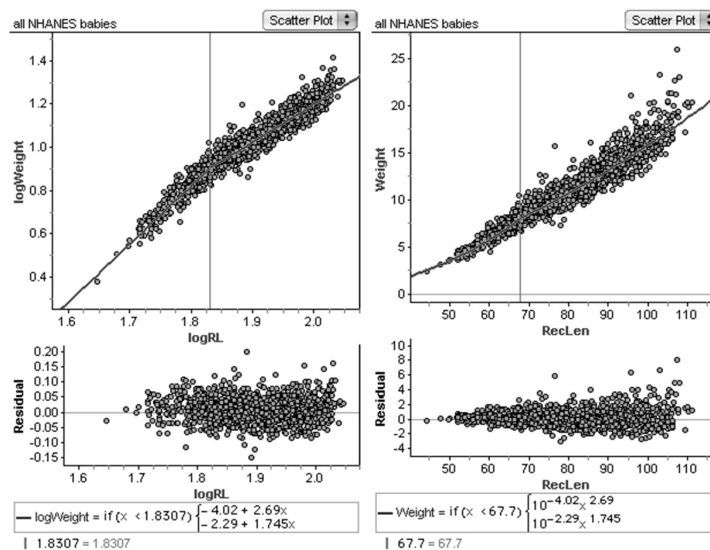 all NHANES babies
Scatter Plot
1.4
1.2
1.0
0.8
0.6
0.4
logWeight
1.6 1.7 1.8 1.9 2.0
logRL
0.20
0.15
0.10
0.05
0.00
-0.05
-0.10
-0.15
Residual
1.6 1.7 1.8 1.9 2.0
logRL
logWeight = if (x < 1.8307) { - 4.02 + 2.69x
- 2.29 + 1.745x
1.8307 = 1.8307
all NHANES babies
Scatter Plot
25
20
15
10
5
0
Weight
50 60 70 80 90 100 110
RecLen
10
8
6
4
2
0
-2
-4
Residual
50 60 70 80 90 100 110
RecLen
Weight = if (x < 67.7) { 10^-4.02 x^2.69
10^-2.29 x^1.745
67.7 = 67.7